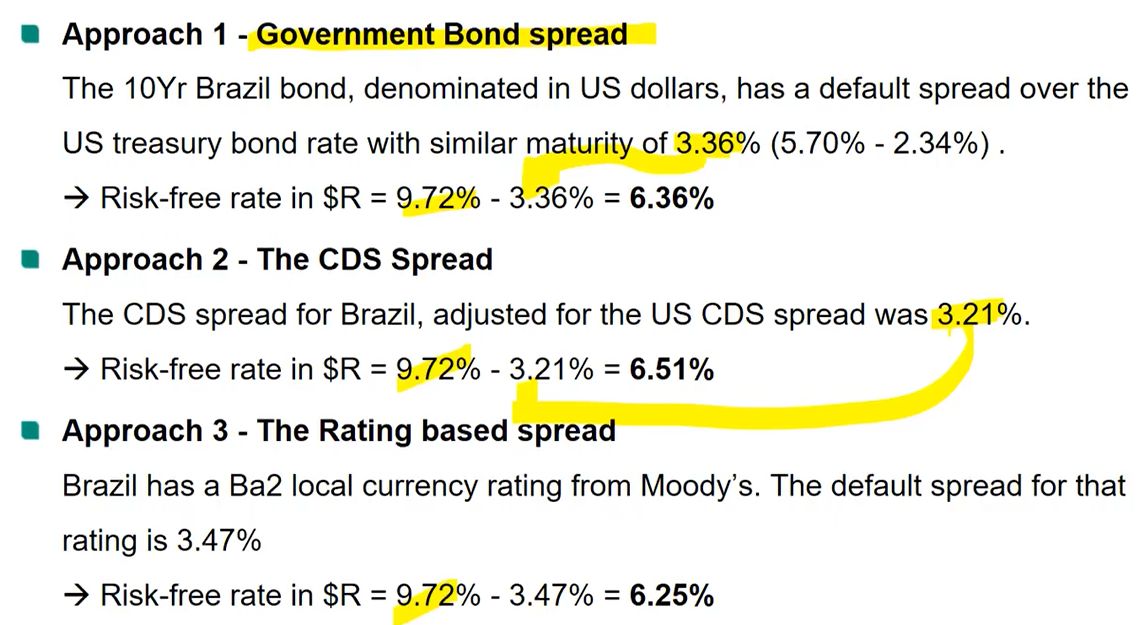 Approach 1 - Government Bond spread
The 10Yr Brazil bond, denominated in US dollars, has a default spread over the
US treasury bond rate with similar maturity of 3.36% (5.70% - 2.34%) .
→ Risk-free rate in $R = 9.72% - 3.36% = 6.36%
Approach 2 - The CDS Spread
The CDS spread for Brazil, adjusted for the US CDS spread was 3.21%.
→ Risk-free rate in $R = 9.72% - 3.21% = 6.51%
Approach 3 - The Rating based spread
Brazil has a Ba2 local currency rating from Moody’s. The default spread for that
rating is 3.47%
→ Risk-free rate in $R = 9.72% - 3.47% = 6.25%